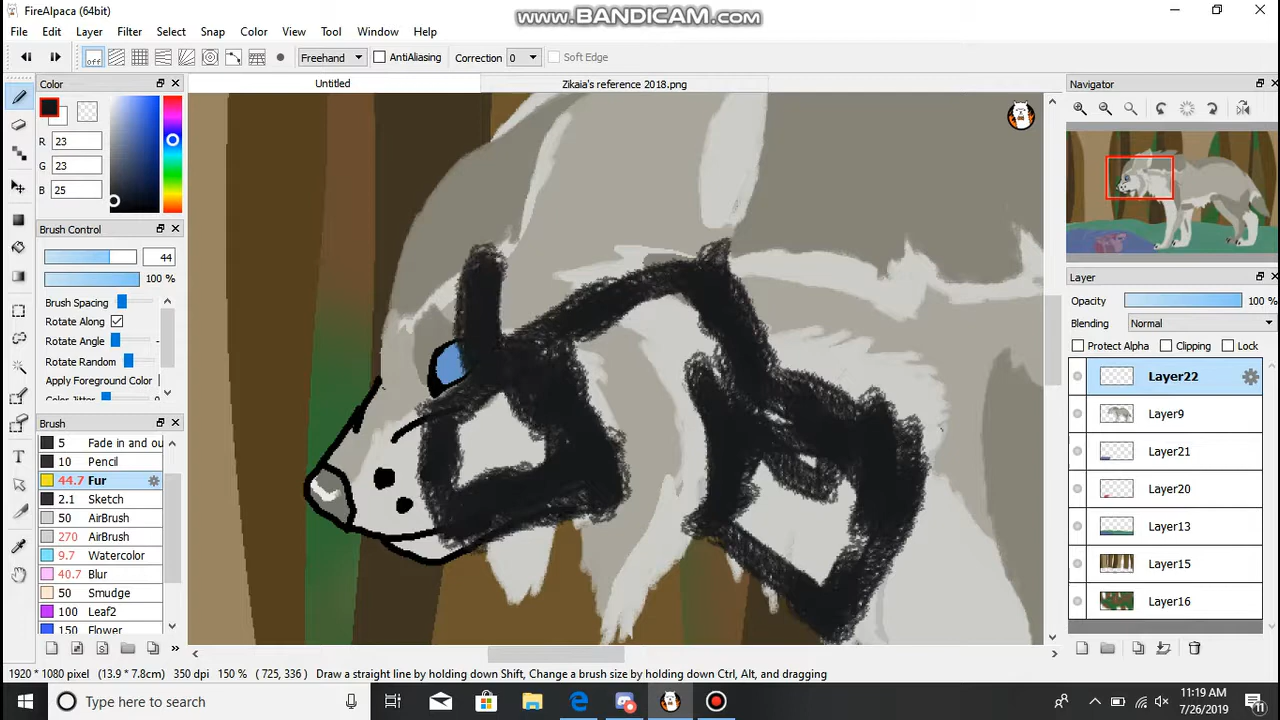 FireAlpaca (64bit)
www.BANDICAM.com
File Edit Layer Filter Select Snap Color View Tool Window Help
off Freehand AntiAliasing Correction 0 Soft Edge
Color Untitled Zikaia's reference 2018.png Navigator
R 23
G 23
B 25
Brush Control
44
100 %
Brush Spacing
Rotate Along
Rotate Angle
Rotate Random
Apply Foreground Color
Color Jitter
Brush
5 Fade in and ou
10 Pencil
44.7 Fur
2.1 Sketch
50 AirBrush
270 AirBrush
9.7 Watercolor
40.7 Blur
50 Smudge
100 Leaf2
150 Flower
Layer
Opacity 100 %
Blending Normal
Protect Alpha Clipping Lock
Layer22
Layer9
Layer21
Layer20
Layer13
Layer15
Layer16
1920 * 1080 pixel (13.9 * 7.8cm) 350 dpi 150 % ( 725, 336 ) Draw a straight line by holding down Shift, Change a brush size by holding down Ctrl, Alt, and dragging
Type here to search
11:19 AM
7/26/2019
11